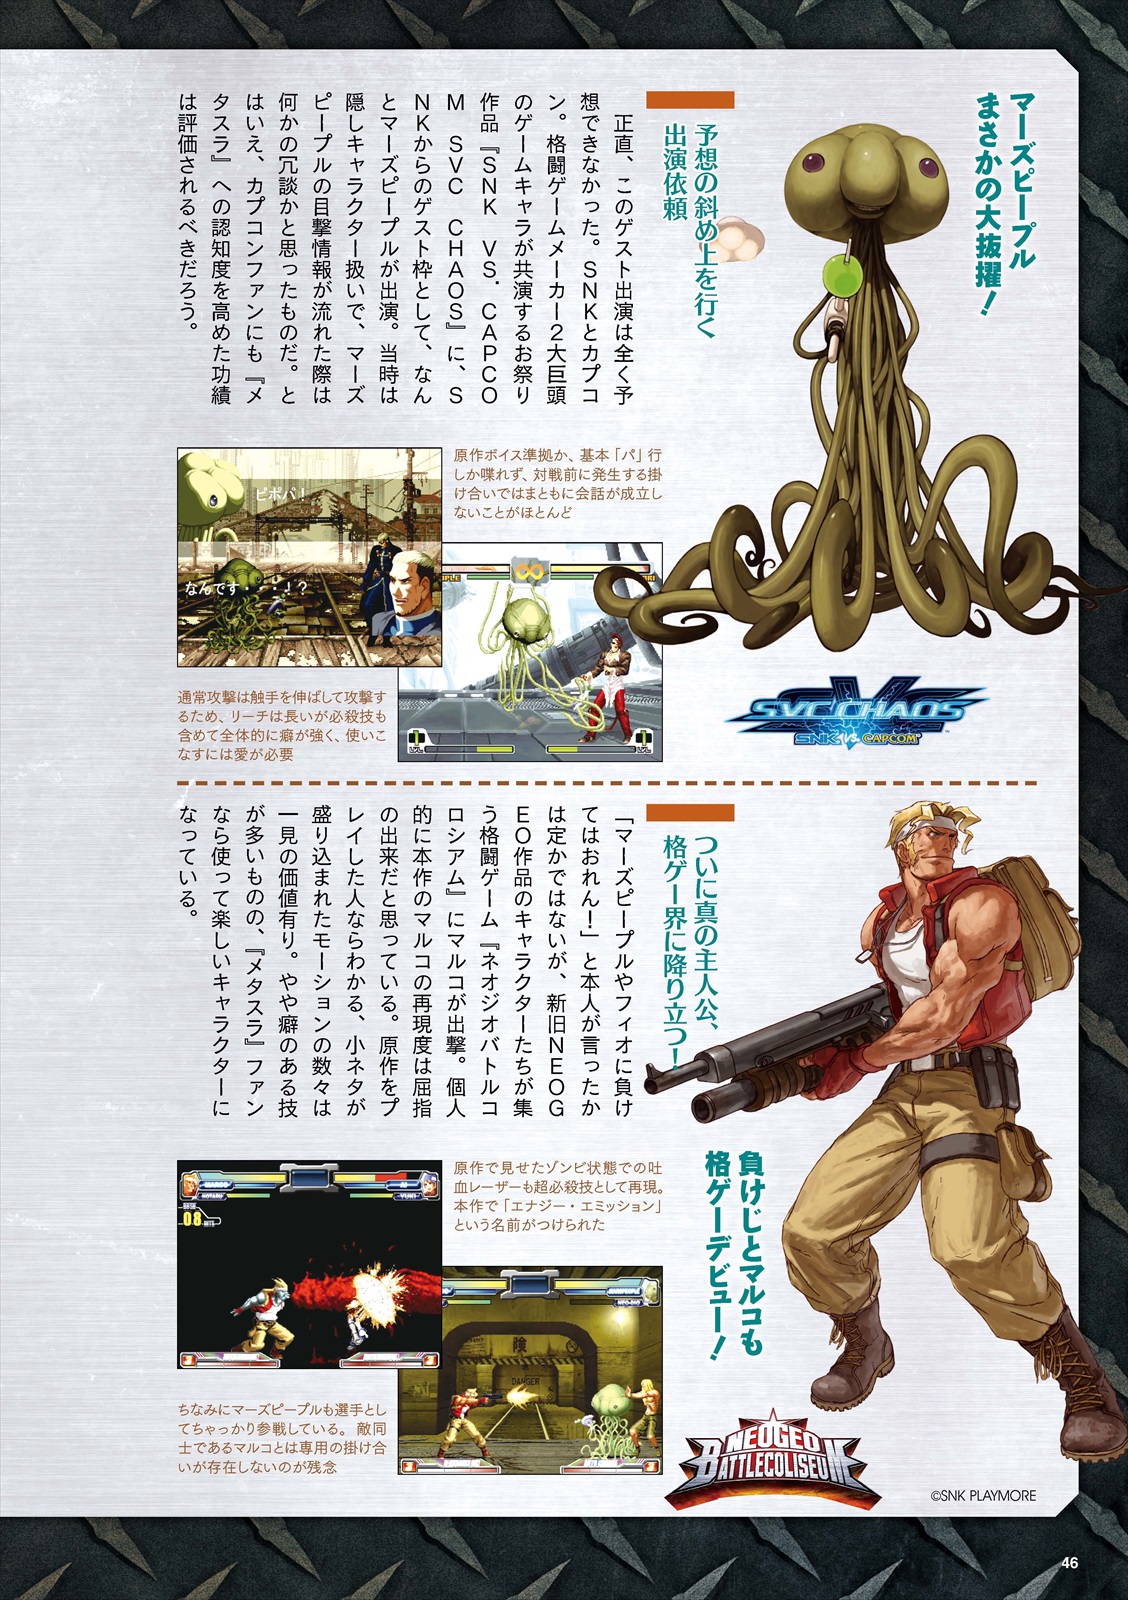 マーズピープル
まさかの大抜擢！
予想の斜め上を行く
出演依頼
正直、このゲスト出演は全く予
想できなかった。SNKとカプコ
ン。格闘ゲームメーカー２大巨頭
のゲームキャラが共演するお祭り
作品『SNK VS. CAPCO
M SVC CHAOS』に、S
NKからのゲスト枠として、なん
とマーズピープルが出演。当時は
隠しキャラクター扱いで、マーズ
ピープルの目撃情報が流れた際は
何かの冗談かと思ったものだ。と
はいえ、カプコンファンにも『メ
タスラ』への認知度を高めた功績
は評価されるべきだろう。
原作ボイス準拠か、基本「パ」行
しか喋れず、対戦前に発生する掛
け合いではまともに会話が成立し
ないことがほとんど
ピポパ！
なんです・・・！？
通常攻撃は触手を伸ばして攻撃す
るため、リーチは長いが必殺技も
含めて全体的に癖が強く、使いこ
なすには愛が必要
SVC CHAOS
SNK VS. CAPCOM
ついに真の主人公、
格ゲー界に降り立つ！
「マーズピープルやフィオに負け
てはおれん！」と本人が言ったか
は定かではないが、新旧NEOG
EO作品のキャラクターたちが集
う格闘ゲーム『ネオジオバトルコ
ロシアム』にマルコが出撃。個人
的に本作のマルコの再現度は屈指
の出来だと思っている。原作をプ
レイした人ならわかる、小ネタが
盛り込まれたモーションの数々は
一見の価値有り。やや癖のある技
が多いものの、『メタスラ』ファン
なら使って楽しいキャラクターに
なっている。
負けじとマルコも
格ゲーデビュー！
原作で見せたゾンビ状態での吐
血レーザーも超必殺技として再現。
本作で「エナジー・エミッション」
という名前がつけられた
MARCO
HOTARU
YUKI
08
険
DANGER
NEO-DIO
ちなみにマーズピープルも選手とし
てちゃっかり参戦している。敵同
士であるマルコとは専用の掛け合
いが存在しないのが残念
NEOGEO
BATTLECOLISEUM
©SNK PLAYMORE
46